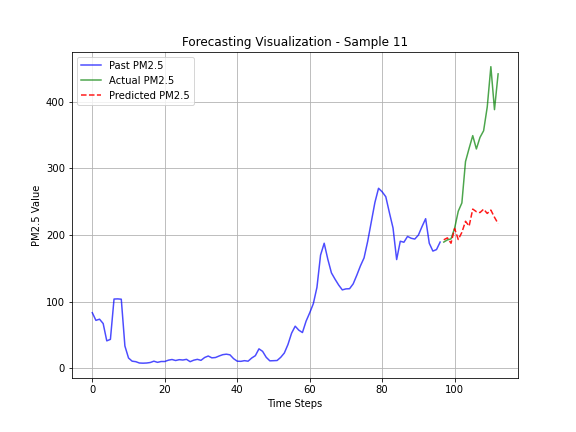 Forecasting Visualization - Sample 11
Past PM2.5
Actual PM2.5
Predicted PM2.5
400
300
200
100
0
PM2.5 Value
0 20 40 60 80 100
Time Steps